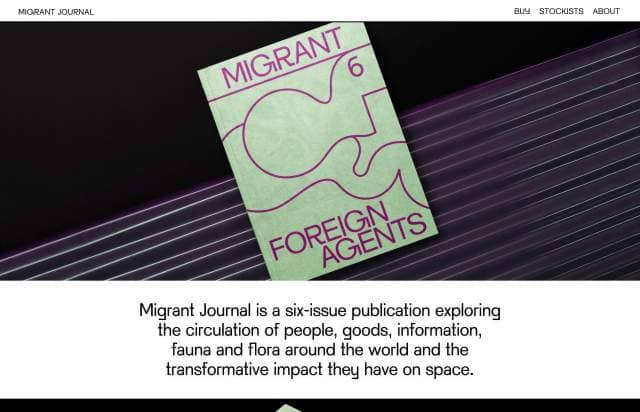 MIGRANT JOURNAL
BUY STOCKISTS ABOUT
MIGRANT
6
FOREIGN
AGENTS
Migrant Journal is a six-issue publication exploring
the circulation of people, goods, information,
fauna and flora around the world and the
transformative impact they have on space.